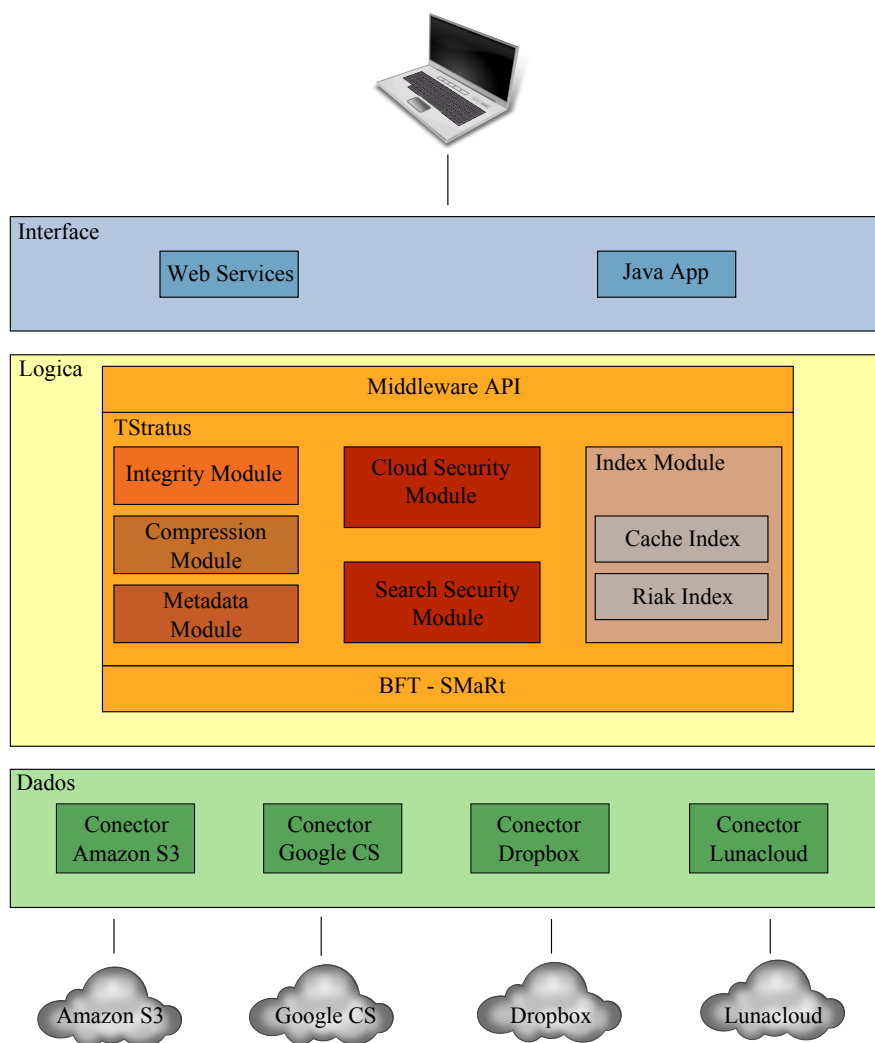 Interface
Web Services
Java App
Logica
Middleware API
TStratus
Integrity Module
Compression
Module
Metadata
Module
Cloud Security
Module
Search Security
Module
Index Module
Cache Index
Riak Index
BFT - SMaRt
Dados
Conector
Amazon S3
Conector
Google CS
Conector
Dropbox
Conector
Lunacloud
Amazon S3
Google CS
Dropbox
Lunacloud